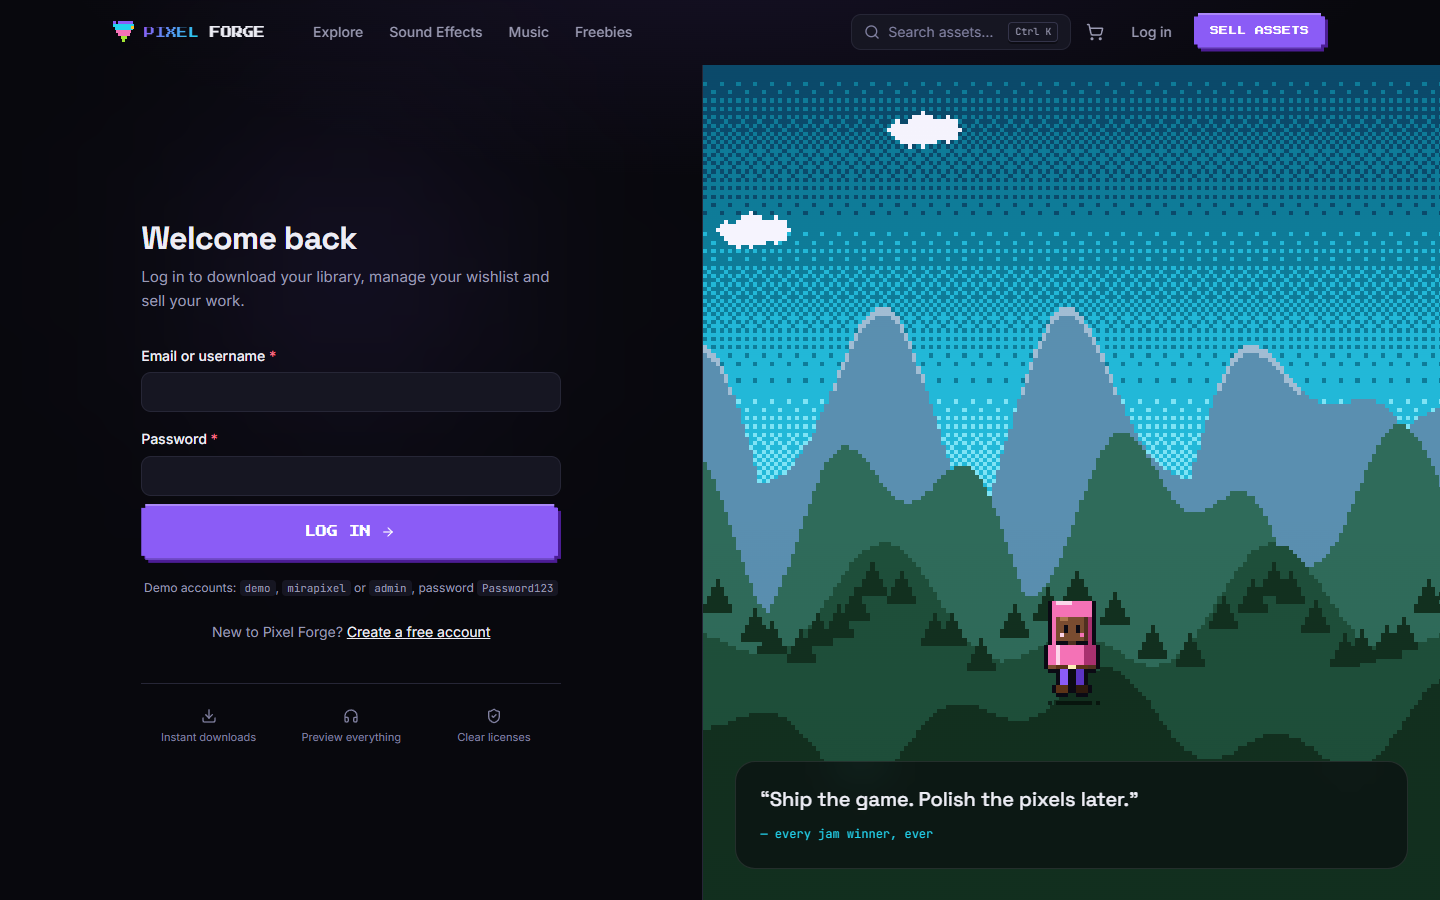 PIXEL FORGE
Explore
Sound Effects
Music
Freebies
Search assets...
Ctrl K
Log in
SELL ASSETS
Welcome back
Log in to download your library, manage your wishlist and
sell your work.
Email or username *
Password *
LOG IN →
Demo accounts: demo, mirapixel or admin, password Password123
New to Pixel Forge? Create a free account
Instant downloads
Preview everything
Clear licenses
“Ship the game. Polish the pixels later.”
— every jam winner, ever